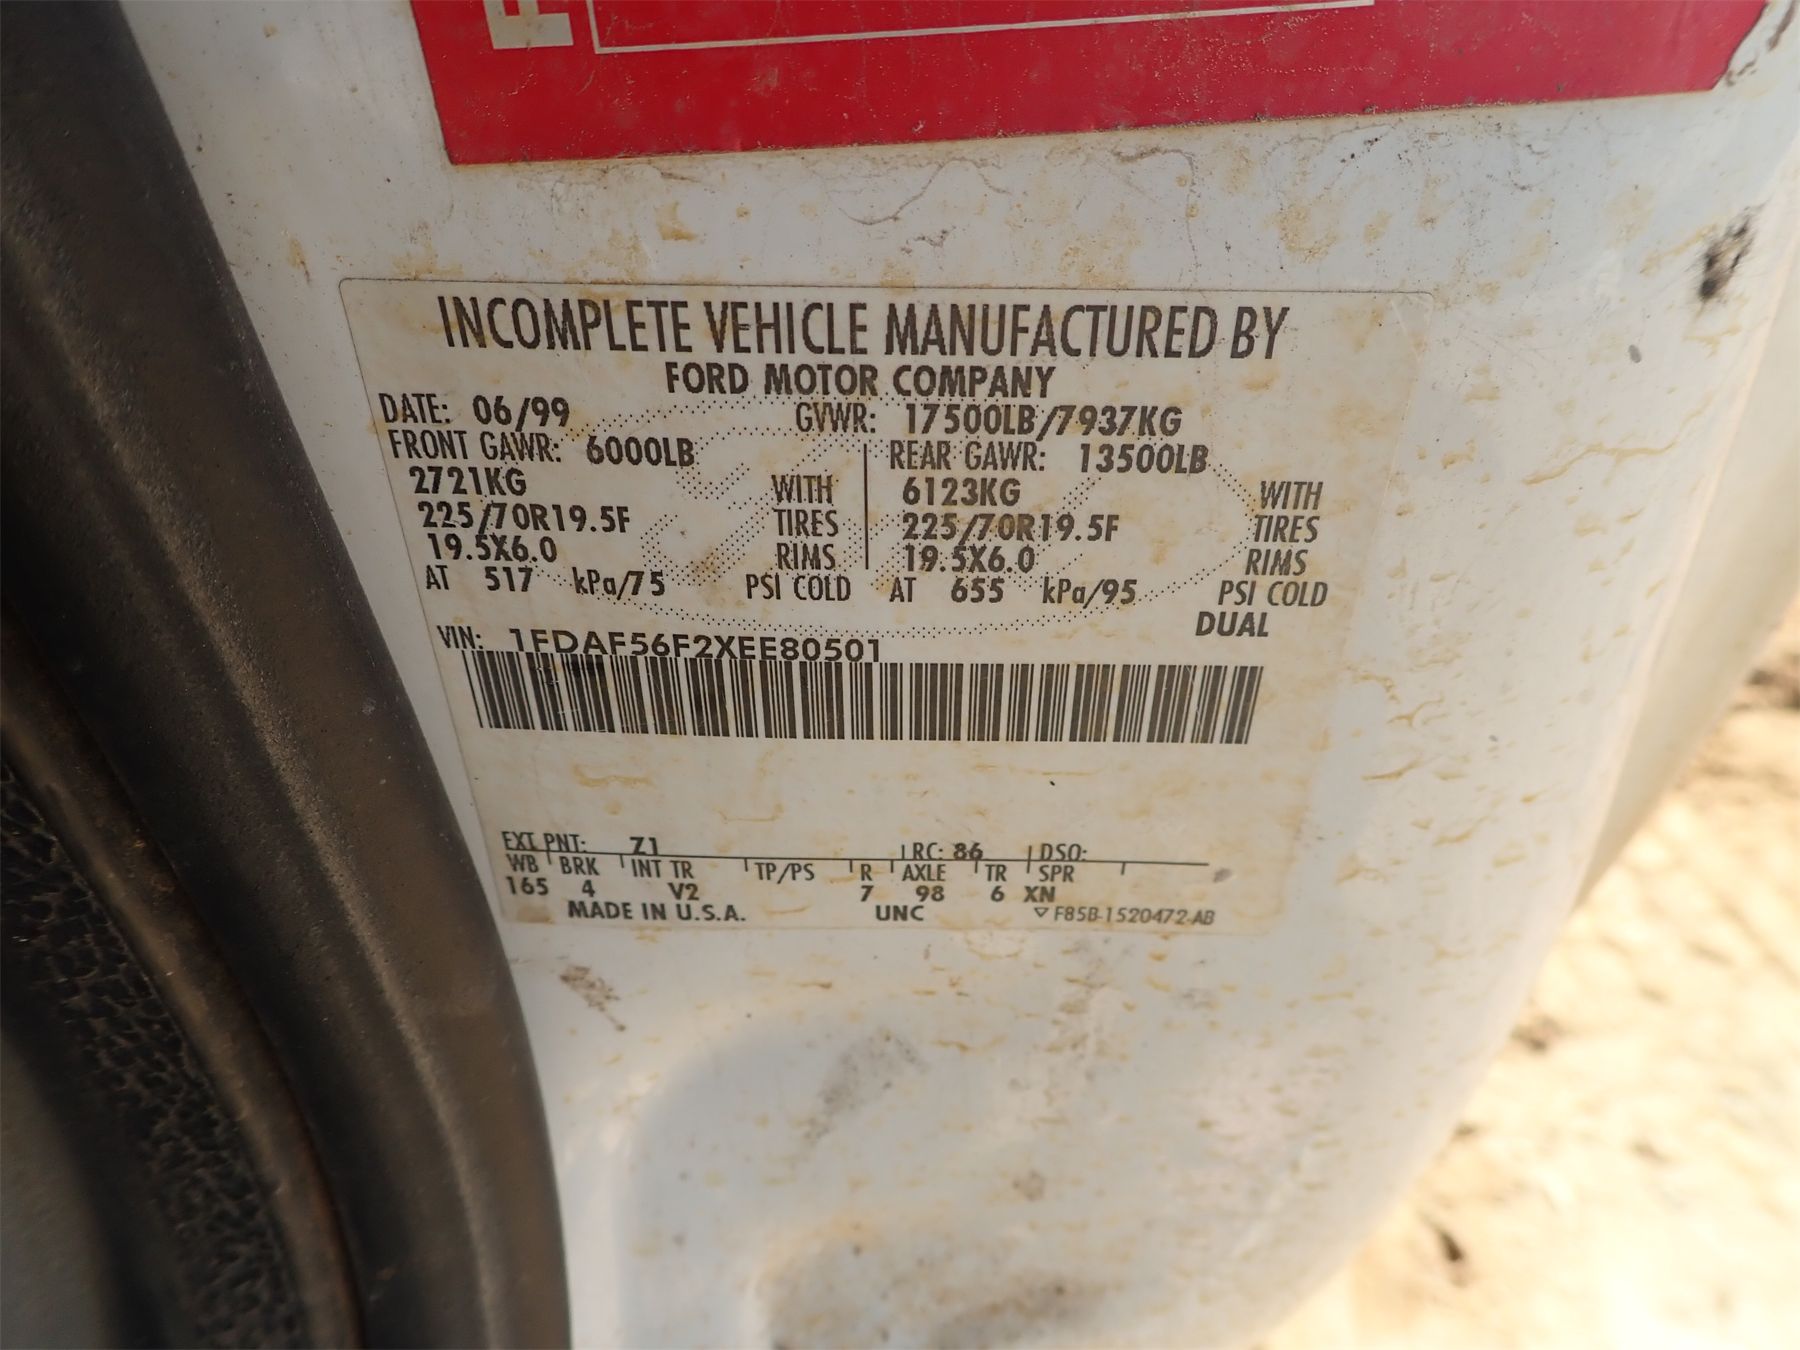 INCOMPLETE VEHICLE MANUFACTURED BY
FORD MOTOR COMPANY
DATE: 06/99 GVWR: 17500LB/7937KG
FRONT GAWR: 6000LB REAR GAWR: 13500LB
2721KG WITH 6123KG WITH
225/70R19.5F TIRES 225/70R19.5F TIRES
19.5X6.0 RIMS 19.5X6.0 RIMS
AT 517 kPa/75 PSI COLD AT 655 kPa/95 PSI COLD
DUAL
VIN: 1FDAF56F2XEE80501
EXT PNT: Z1 RC: 86 DSO:
WB BRK INT TR TP/PS R AXLE TR SPR
165 4 V2 7 98 6 XN
MADE IN U.S.A. UNC F85B-1520472-AB